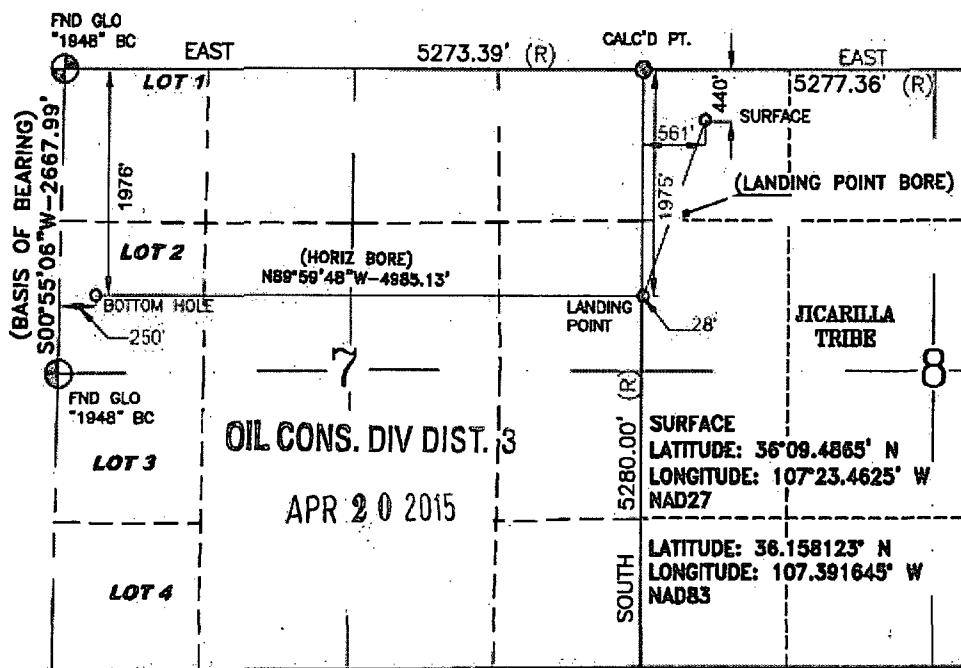 FND GLO
"1948" BC
EAST
5273.39' (R)
CALC'D PT.
EAST
5277.36' (R)
LOT 1
440'
SURFACE
561'
1976'
1975'
(LANDING POINT BORE)
(BASIS OF BEARING)
S00°55'06"W-2667.99'
LOT 2
(HORIZ BORE)
N89°59'48"W-4985.13'
BOTTOM HOLE
250'
LANDING
POINT
28'
JICARILLA
TRIBE
7
8
FND GLO
"1948" BC
OIL CONS. DIV DIST. 3
APR 20 2015
LOT 3
SOUTH 5280.00' (R)
SURFACE
LATITUDE: 36°09.4865' N
LONGITUDE: 107°23.4625' W
NAD27
LATITUDE: 36.158123° N
LONGITUDE: 107.391645° W
NAD83
LOT 4